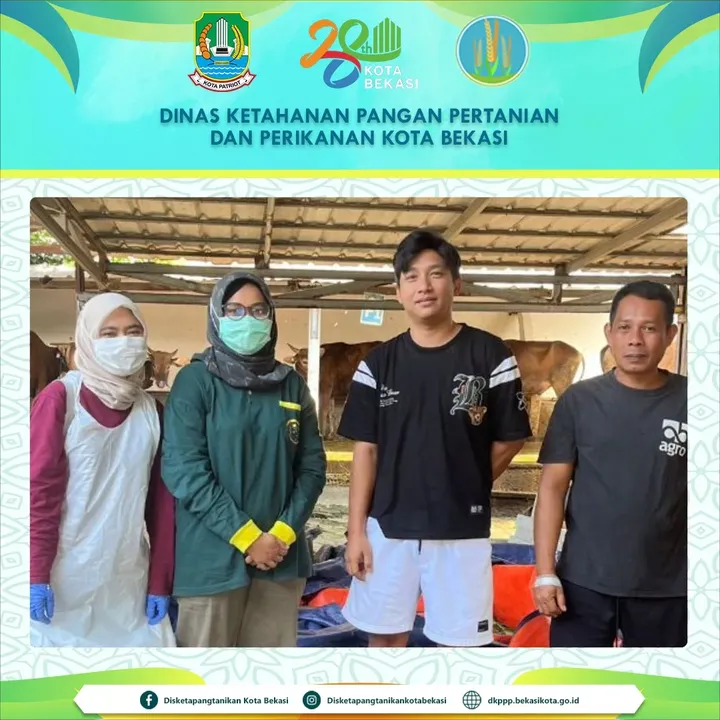 KOTA PATRIOT
28th
KOTA
BEKASI
DINAS KETAHANAN PANGAN PERTANIAN
DAN PERIKANAN KOTA BEKASI
agro
Disketapangtanikan Kota Bekasi
Disketapangtanikankotabekasi
dkppp.bekasikota.go.id